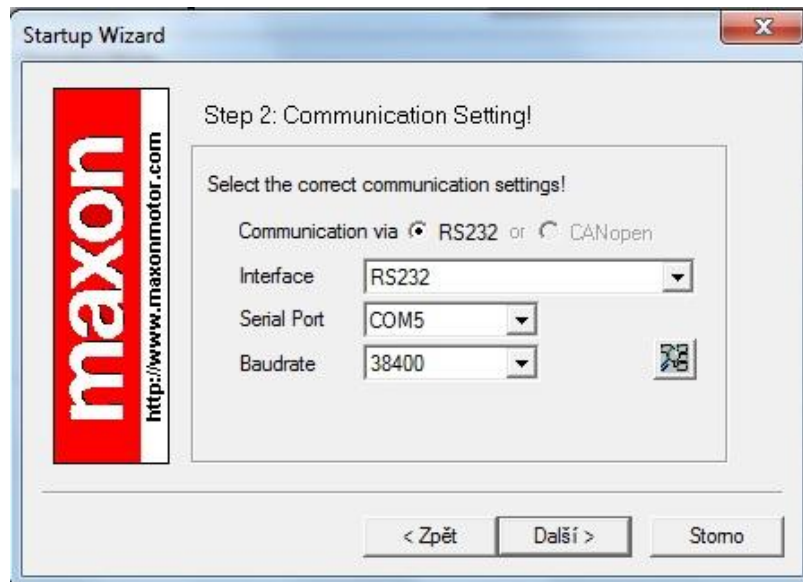 Startup Wizard
maxon
http://www.maxonmotor.com
Step 2: Communication Setting!
Select the correct communication settings!
Communication via RS232 or CANopen
Interface RS232
Serial Port COM5
Baudrate 38400
< Zpět Další > Storno